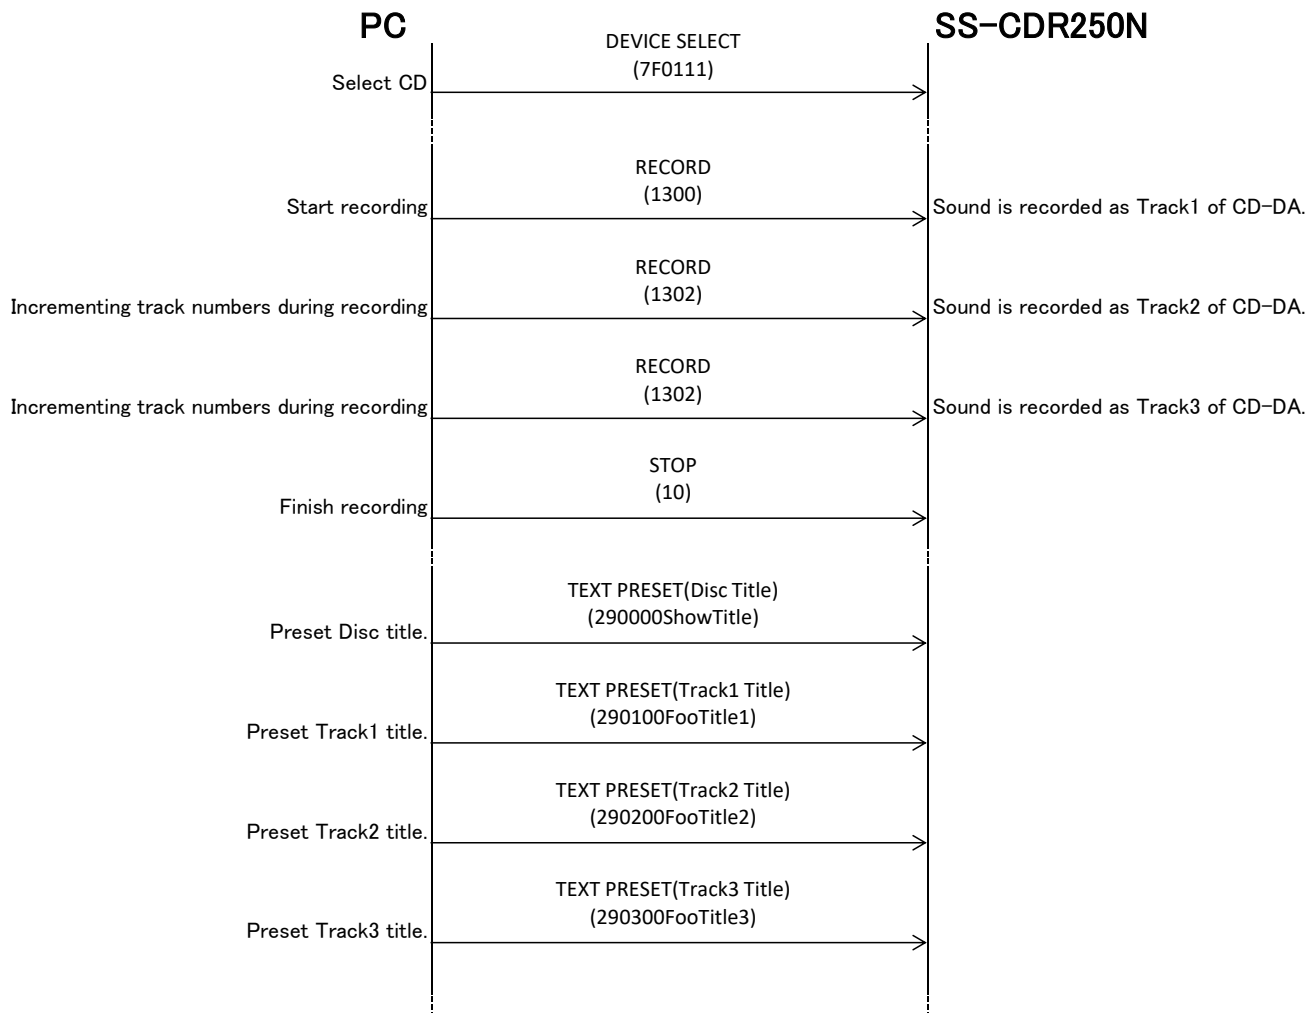 PC
SS-CDR250N
DEVICE SELECT
(7F0111)
Select CD
RECORD
(1300)
Start recording
Sound is recorded as Track1 of CD-DA.
RECORD
(1302)
Incrementing track numbers during recording
Sound is recorded as Track2 of CD-DA.
RECORD
(1302)
Incrementing track numbers during recording
Sound is recorded as Track3 of CD-DA.
STOP
(10)
Finish recording
TEXT PRESET(Disc Title)
(290000ShowTitle)
Preset Disc title.
TEXT PRESET(Track1 Title)
(290100FooTitle1)
Preset Track1 title.
TEXT PRESET(Track2 Title)
(290200FooTitle2)
Preset Track2 title.
TEXT PRESET(Track3 Title)
(290300FooTitle3)
Preset Track3 title.